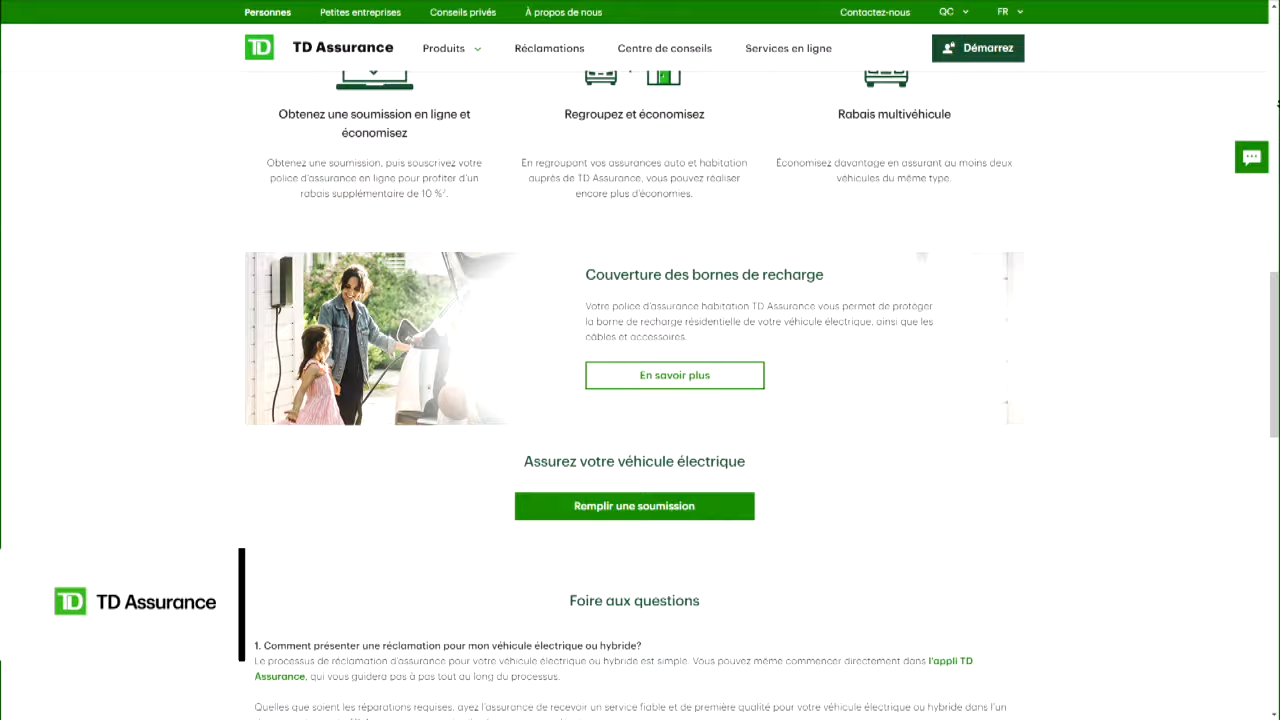 Personnes Petites entreprises Conseils privés À propos de nous Contactez-nous QC FR
TD TD Assurance Produits Réclamations Centre de conseils Services en ligne Démarrez
Obtenez une soumission en ligne et
économisez
Obtenez une soumission, puis souscrivez votre
police d'assurance en ligne pour profiter d'un
rabais supplémentaire de 10 %².
Regroupez et économisez
En regroupant vos assurances auto et habitation
auprès de TD Assurance, vous pouvez réaliser
encore plus d'économies.
Rabais multivéhicule
Économisez davantage en assurant au moins deux
véhicules du même type.
Couverture des bornes de recharge
Votre police d'assurance habitation TD Assurance vous permet de protéger
la borne de recharge résidentielle de votre véhicule électrique, ainsi que les
câbles et accessoires.
En savoir plus
Assurez votre véhicule électrique
Remplir une soumission
TD TD Assurance
Foire aux questions
1. Comment présenter une réclamation pour mon véhicule électrique ou hybride?
Le processus de réclamation d'assurance pour votre véhicule électrique ou hybride est simple. Vous pouvez même commencer directement dans l'appli TD
Assurance, qui vous guidera pas à pas tout au long du processus.
Quelles que soient les réparations requises, ayez l'assurance de recevoir un service fiable et de première qualité pour votre véhicule électrique ou hybride dans l'un